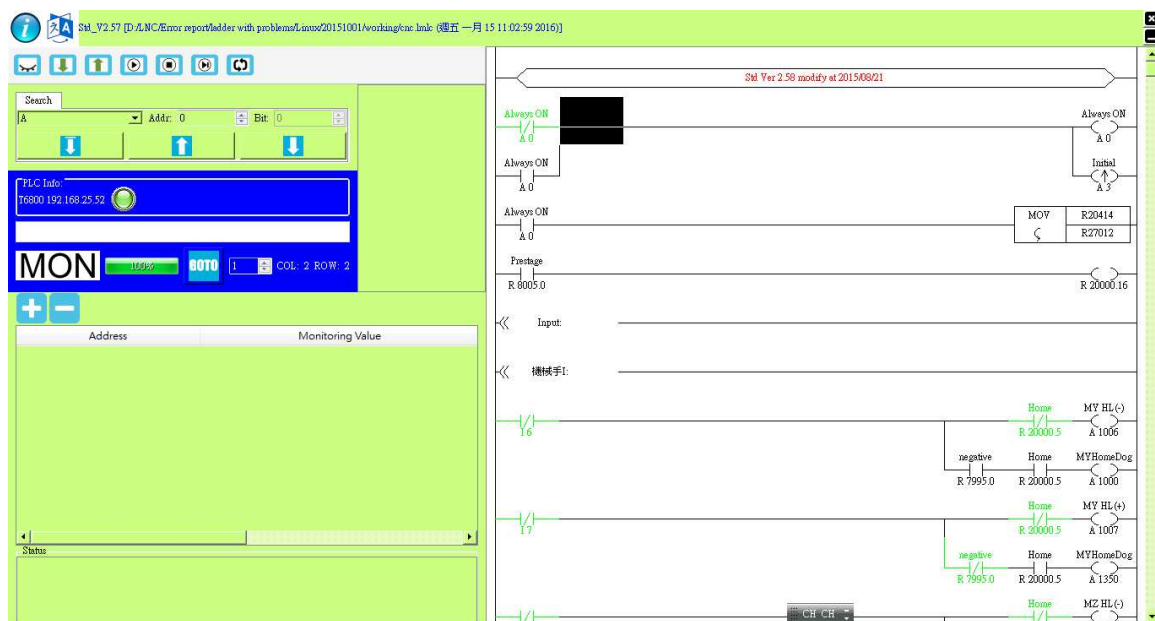 Std_V2.57 [D:/LNC/Error report/ladder with problems/Linux/20151001/working/cnc.lmlc (週五 一月 15 11:02:59 2016)]
Search
A Addr: 0 Bit: 0
PLC Info:
T6800 192.168.25.52
MON 100% GOTO 1 COL: 2 ROW: 2
Address Monitoring Value
Status
Std Ver 2.58 modify at 2015/08/21
Always ON Always ON
A 0 A 0
Always ON Initial
A 0 A 3
Always ON MOV R20414
A 0 R27012
Prestage
R 8005.0 R 20000.16
Input:
機械手I:
Home MY HL(-)
I 6 R 20000.5 A 1006
negative Home MYHomeDog
R 7995.0 R 20000.5 A 1000
Home MY HL(+)
I 7 R 20000.5 A 1007
negative Home MYHomeDog
R 7995.0 R 20000.5 A 1350
Home MZ HL(-)
CH CH